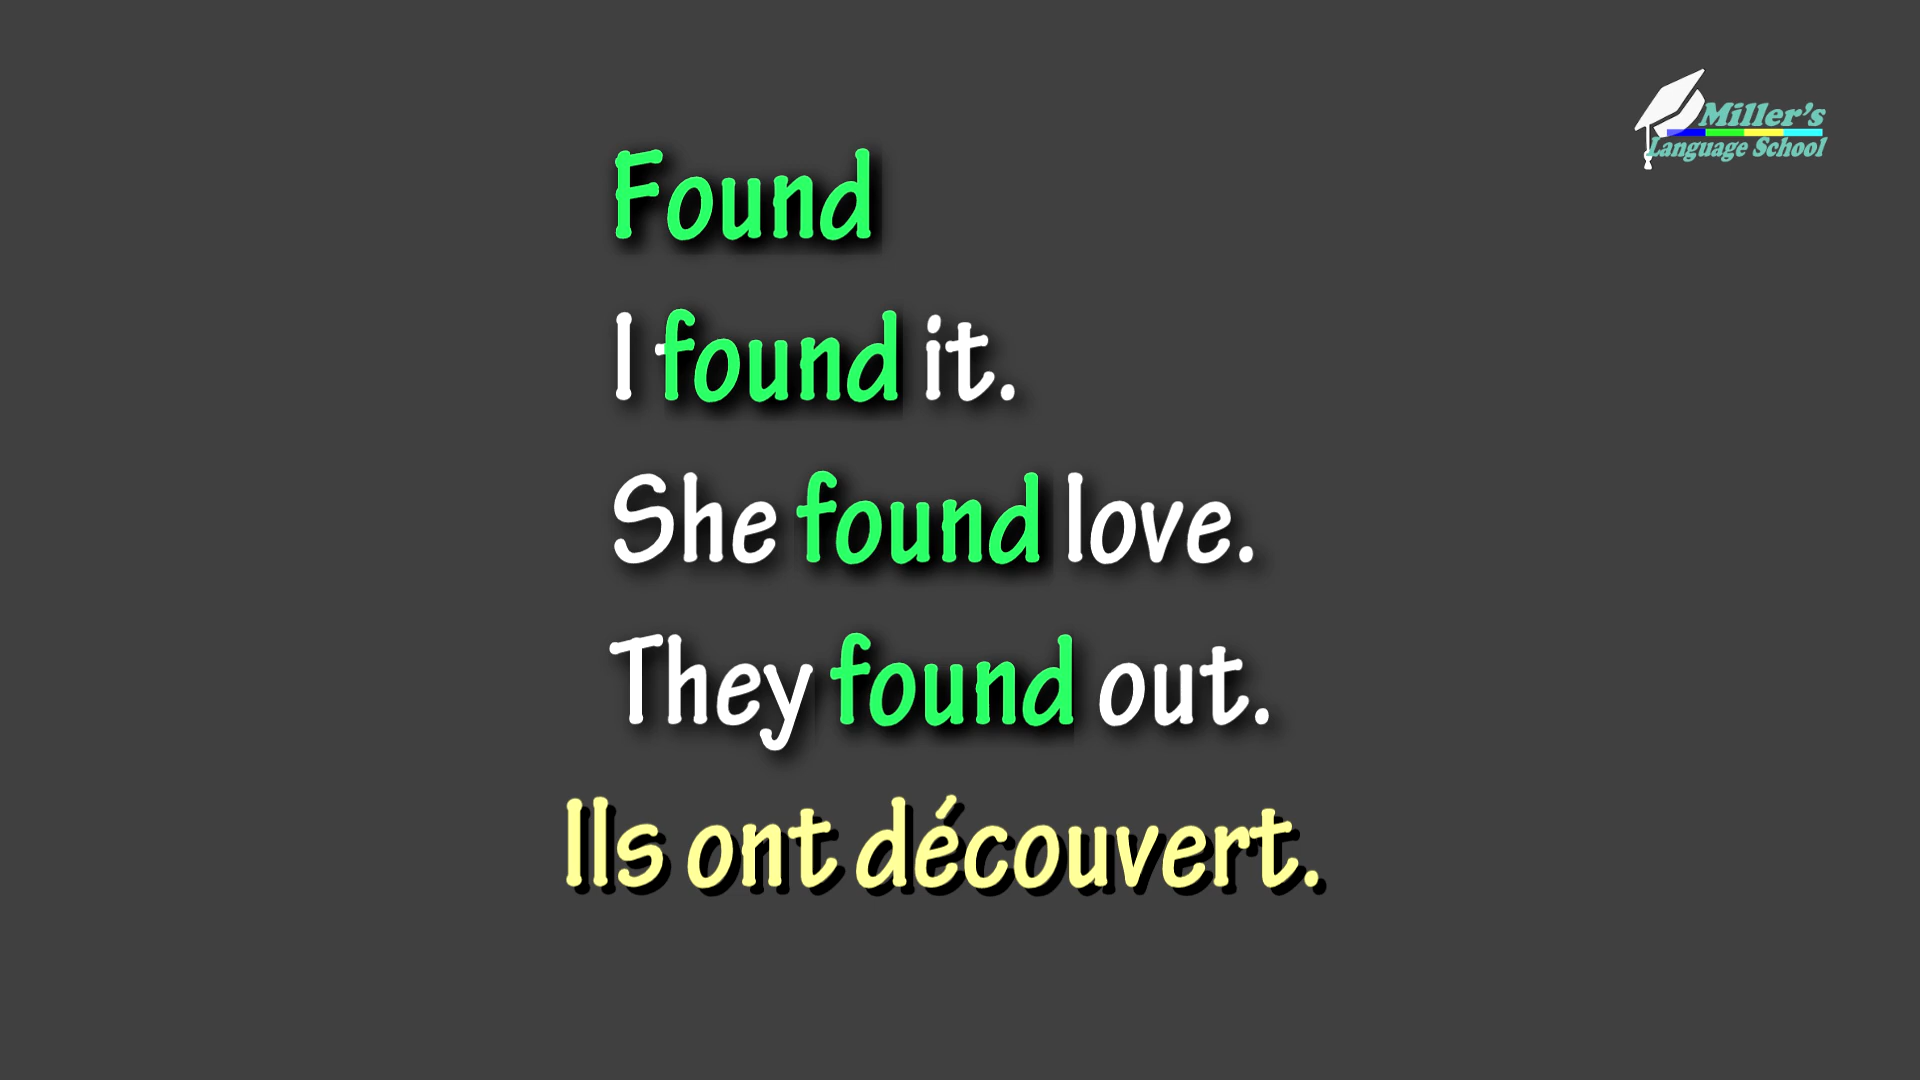 Miller's
Language School
Found
I found it.
She found love.
They found out.
Ils ont découvert.